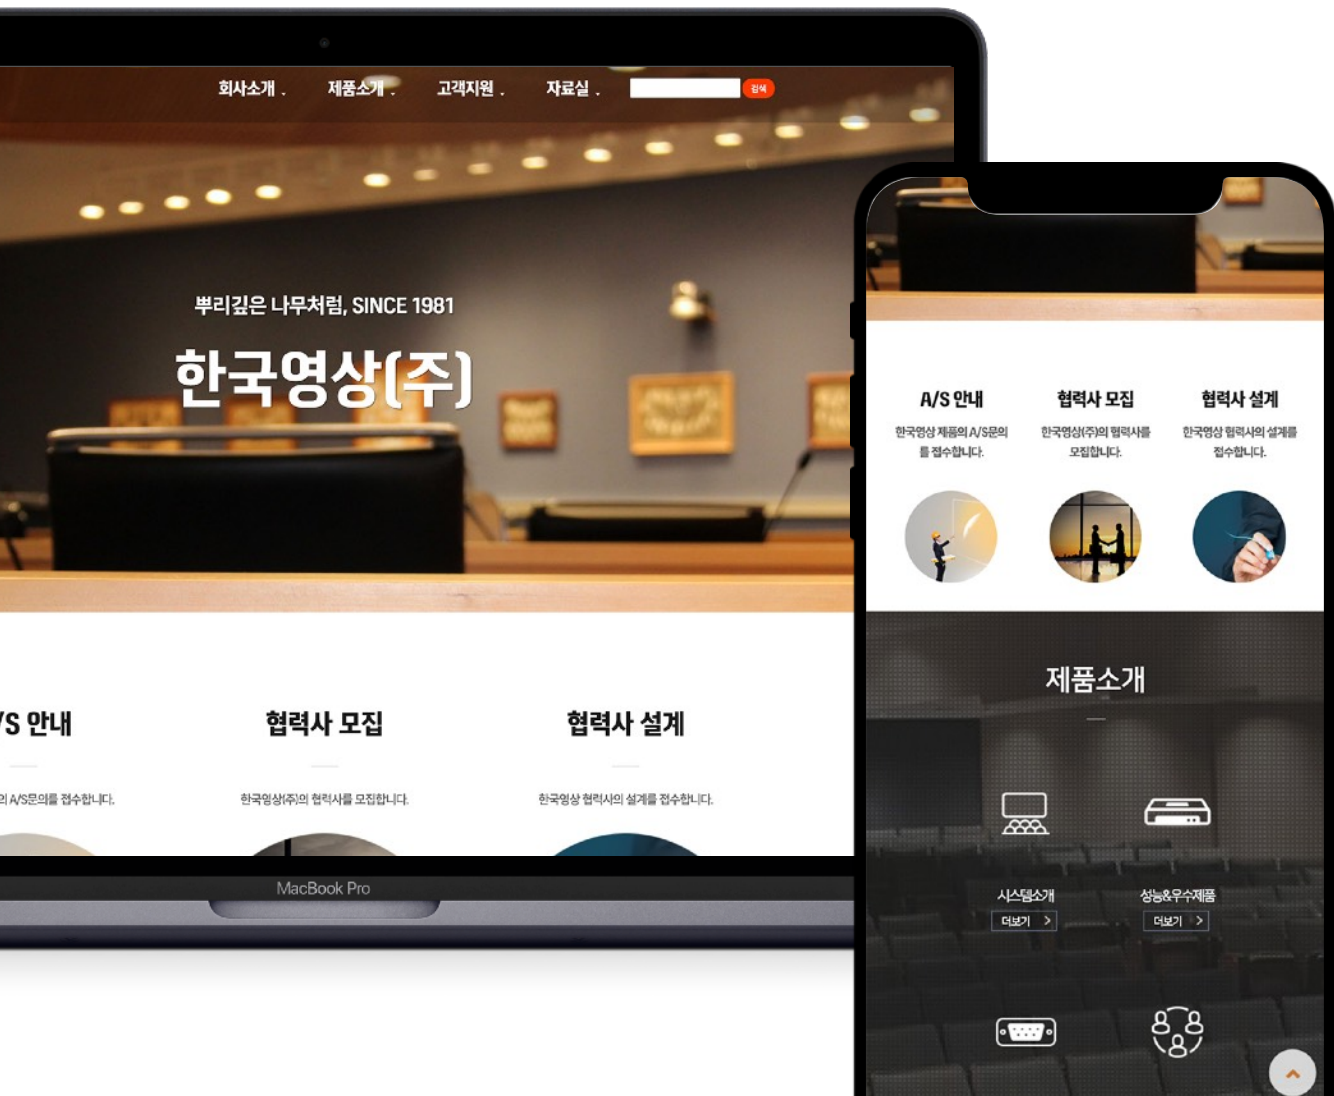 회사소개
제품소개
고객지원
자료실
검색
뿌리깊은 나무처럼, SINCE 1981
한국영상(주)
/S 안내
협력사 모집
협력사 설계
의 A/S문의를 접수합니다.
한국영상(주)의 협력사를 모집합니다.
한국영상 협력사의 설계를 접수합니다.
MacBook Pro
A/S 안내
협력사 모집
협력사 설계
한국영상 제품의 A/S문의
를 접수합니다.
한국영상(주)의 협력사를
모집합니다.
한국영상 협력사의 설계를
접수합니다.
제품소개
시스템소개
성능&우수제품
더보기 >
더보기 >